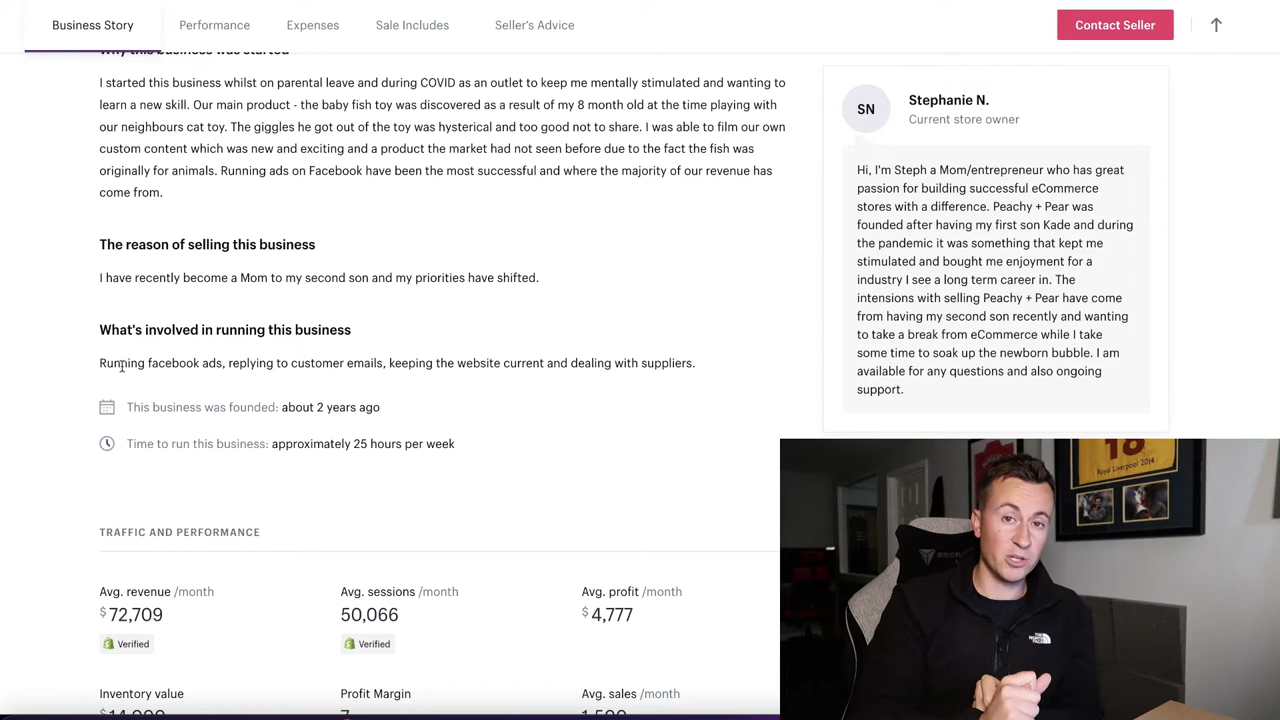 Business Story
Performance
Expenses
Sale Includes
Seller's Advice
Contact Seller
Why this business was started
I started this business whilst on parental leave and during COVID as an outlet to keep me mentally stimulated and wanting to
learn a new skill. Our main product - the baby fish toy was discovered as a result of my 8 month old at the time playing with
our neighbours cat toy. The giggles he got out of the toy was hysterical and too good not to share. I was able to film our own
custom content which was new and exciting and a product the market had not seen before due to the fact the fish was
originally for animals. Running ads on Facebook have been the most successful and where the majority of our revenue has
come from.
The reason of selling this business
I have recently become a Mom to my second son and my priorities have shifted.
What's involved in running this business
Running facebook ads, replying to customer emails, keeping the website current and dealing with suppliers.
This business was founded: about 2 years ago
Time to run this business: approximately 25 hours per week
TRAFFIC AND PERFORMANCE
Avg. revenue /month
$72,709
Verified
Avg. sessions /month
50,066
Verified
Avg. profit /month
$4,777
Inventory value
Profit Margin
Avg. sales /month
SN
Stephanie N.
Current store owner
Hi, I'm Steph a Mom/entrepreneur who has great
passion for building successful eCommerce
stores with a difference. Peachy + Pear was
founded after having my first son Kade and during
the pandemic it was something that kept me
stimulated and bought me enjoyment for a
industry I see a long term career in. The
intensions with selling Peachy + Pear have come
from having my second son recently and wanting
to take a break from eCommerce while I take
some time to soak up the newborn bubble. I am
available for any questions and also ongoing
support.
18
Royal Liverpool 2014
THE
NORTH
FACE